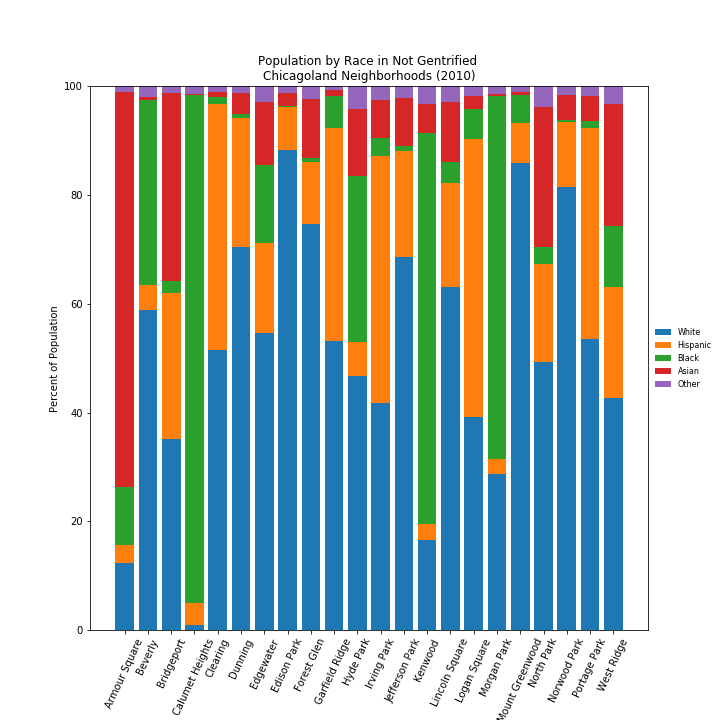 Population by Race in Not Gentrified
Chicagoland Neighborhoods (2010)
100
80
60
40
20
0
Percent of Population
White
Hispanic
Black
Asian
Other
Armour Square
Beverly
Bridgeport
Calumet Heights
Clearing
Dunning
Edgewater
Edison Park
Forest Glen
Garfield Ridge
Hyde Park
Irving Park
Jefferson Park
Kenwood
Lincoln Square
Logan Square
Morgan Park
Mount Greenwood
North Park
Norwood Park
Portage Park
West Ridge